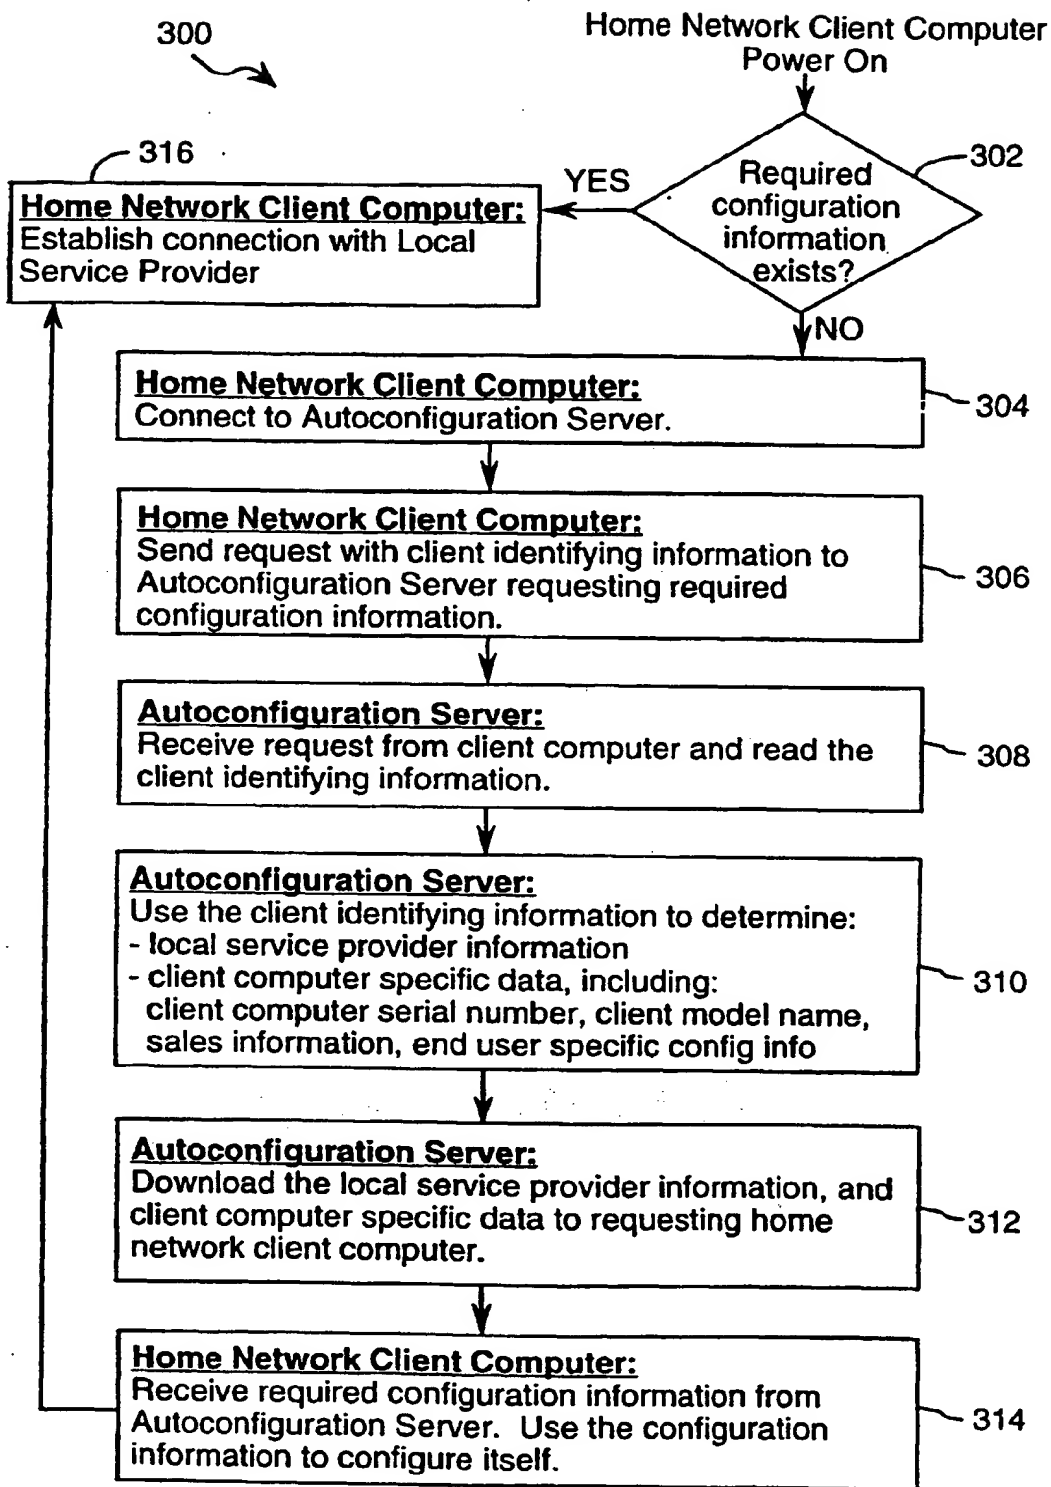 300
Home Network Client Computer
Power On
316
302
YES
Required
configuration
information
exists?
Home Network Client Computer:
Establish connection with Local
Service Provider
NO
Home Network Client Computer:
Connect to Autoconfiguration Server.
304
Home Network Client Computer:
Send request with client identifying information to
Autoconfiguration Server requesting required
configuration information.
306
Autoconfiguration Server:
Receive request from client computer and read the
client identifying information.
308
Autoconfiguration Server:
Use the client identifying information to determine:
- local service provider information
- client computer specific data, including:
client computer serial number, client model name,
sales information, end user specific config info
310
Autoconfiguration Server:
Download the local service provider information, and
client computer specific data to requesting home
network client computer.
312
Home Network Client Computer:
Receive required configuration information from
Autoconfiguration Server. Use the configuration
information to configure itself.
314